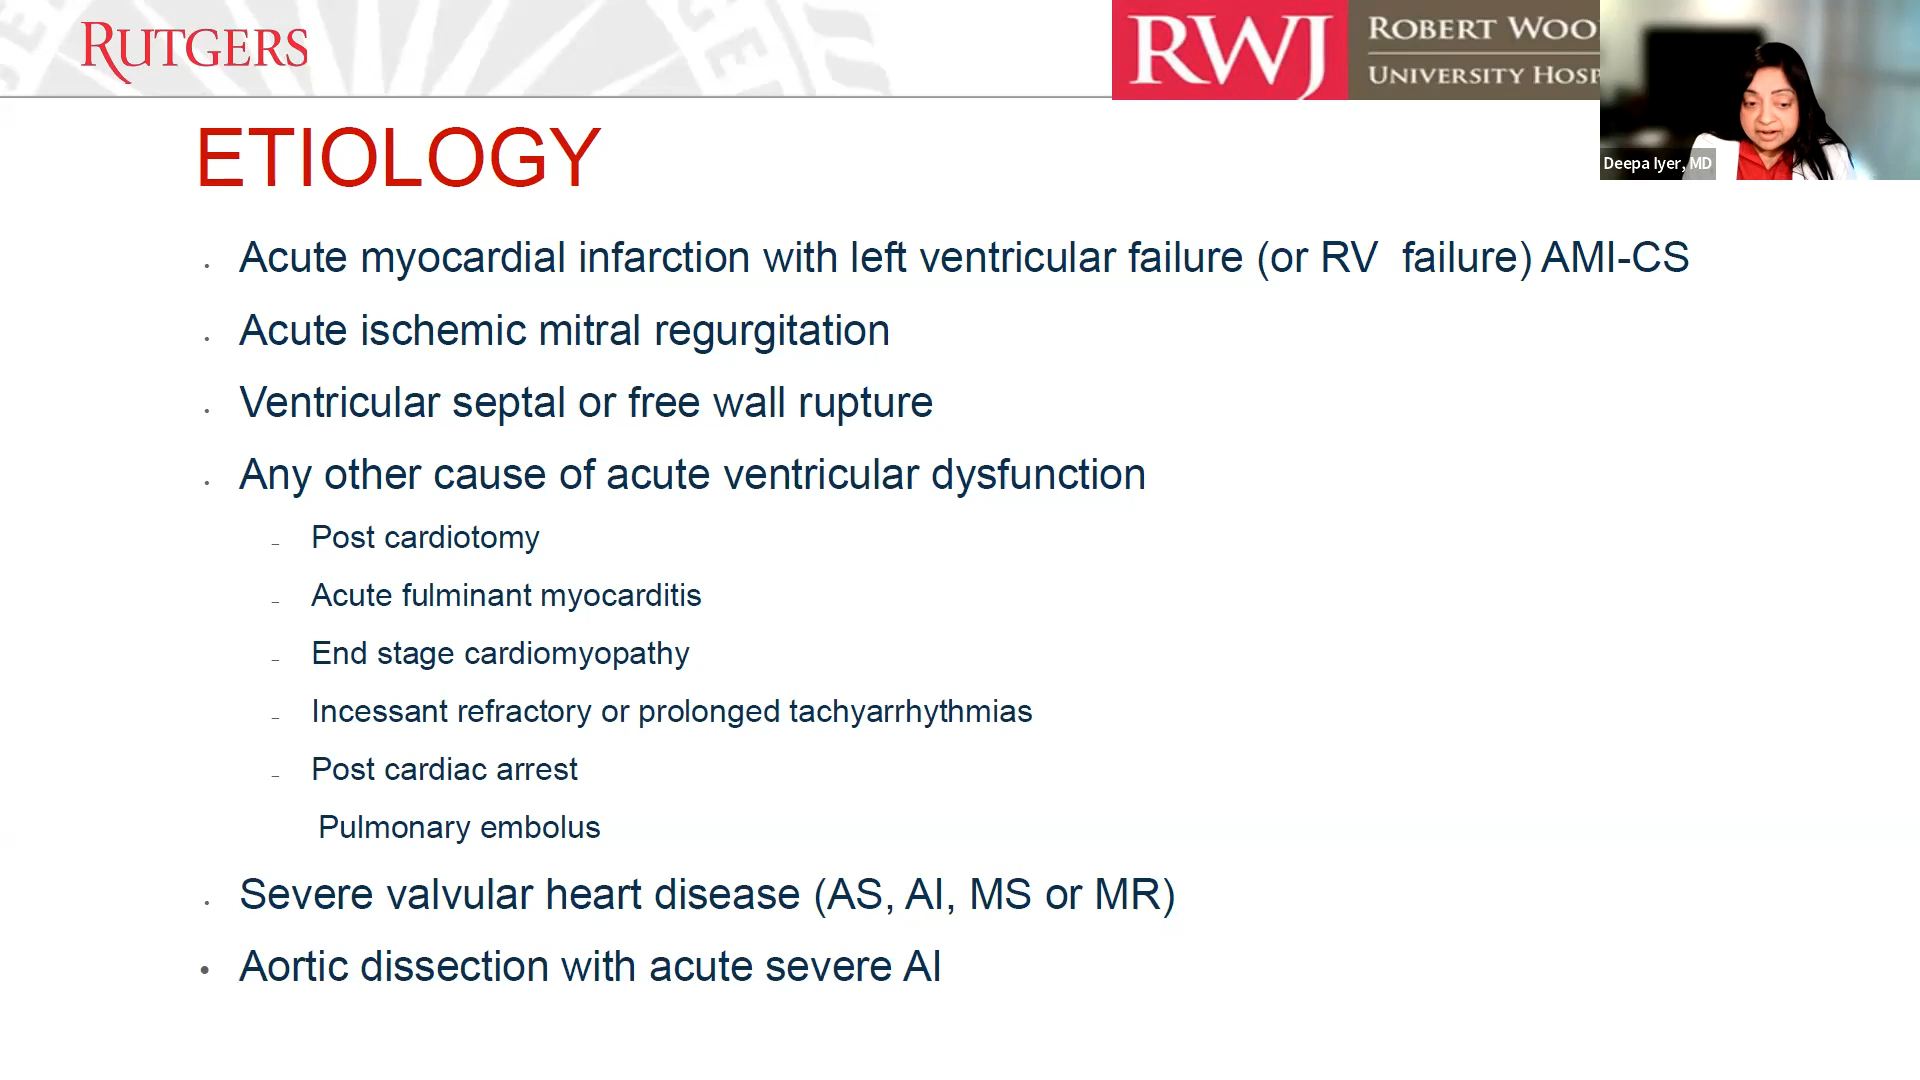 RUTGERS
RWJ
ROBERT WOO
UNIVERSITY HOSP
Deepa Iyer, MD
ETIOLOGY
Acute myocardial infarction with left ventricular failure (or RV failure) AMI-CS
Acute ischemic mitral regurgitation
Ventricular septal or free wall rupture
Any other cause of acute ventricular dysfunction
Post cardiotomy
Acute fulminant myocarditis
End stage cardiomyopathy
Incessant refractory or prolonged tachyarrhythmias
Post cardiac arrest
Pulmonary embolus
Severe valvular heart disease (AS, AI, MS or MR)
Aortic dissection with acute severe AI